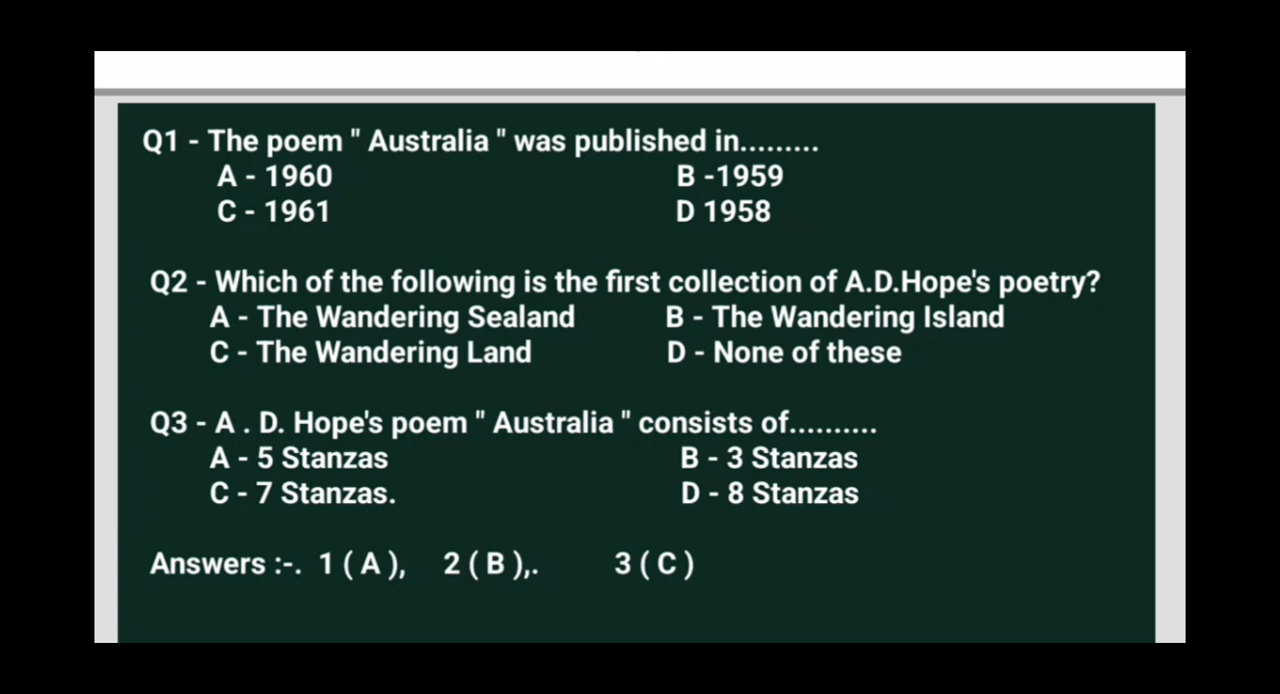 Q1 - The poem " Australia " was published in.........
A - 1960 B -1959
C - 1961 D 1958
Q2 - Which of the following is the first collection of A.D.Hope's poetry?
A - The Wandering Sealand B - The Wandering Island
C - The Wandering Land D - None of these
Q3 - A . D. Hope's poem " Australia " consists of..........
A - 5 Stanzas B - 3 Stanzas
C - 7 Stanzas. D - 8 Stanzas
Answers :-. 1 ( A ), 2 ( B ),. 3 ( C )